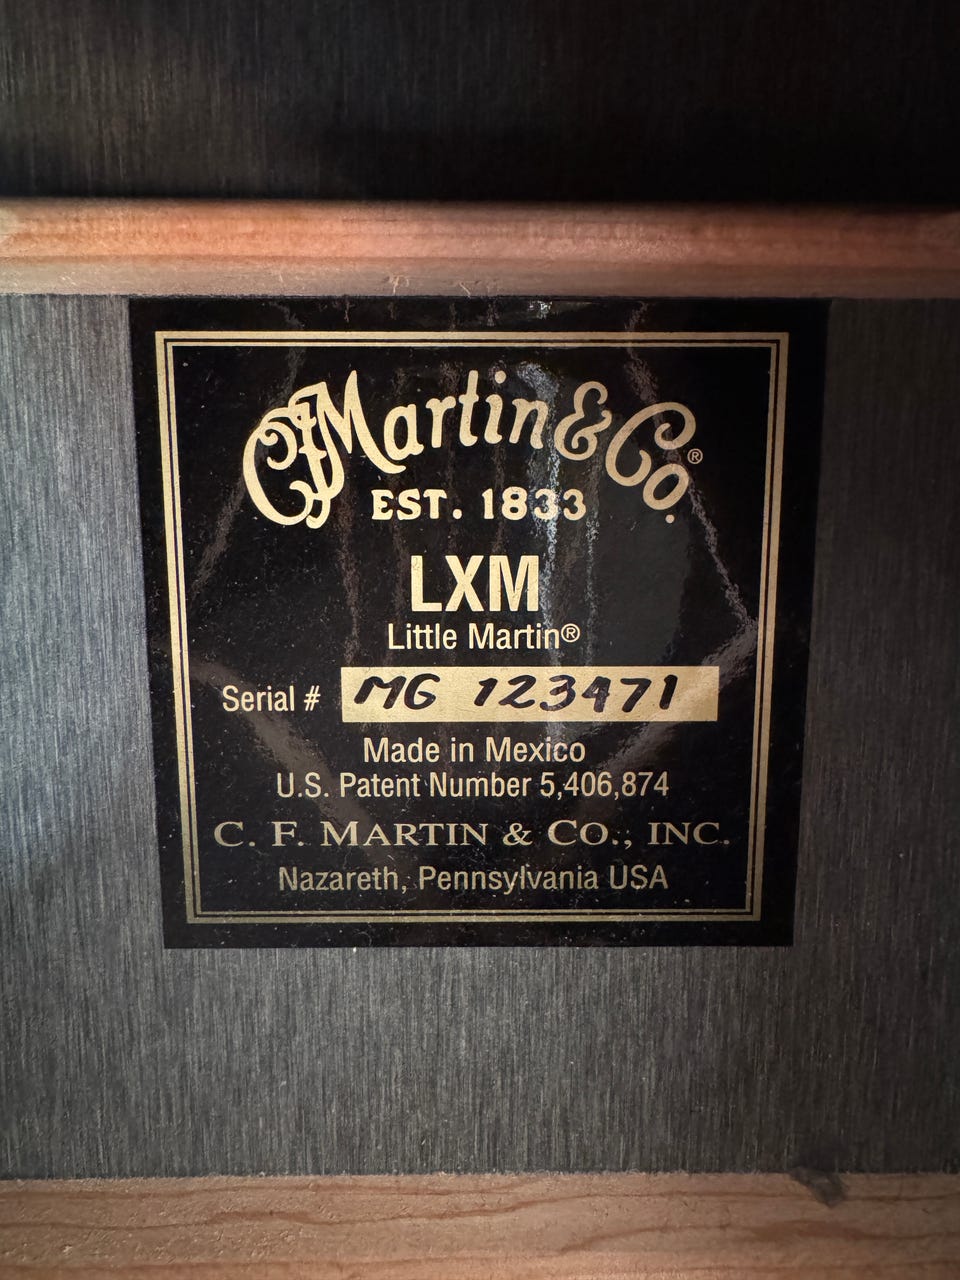 CFMartin & Co.®
EST. 1833
LXM
Little Martin®
Serial # MG 123471
Made in Mexico
U.S. Patent Number 5,406,874
C. F. MARTIN & CO., INC.
Nazareth, Pennsylvania USA